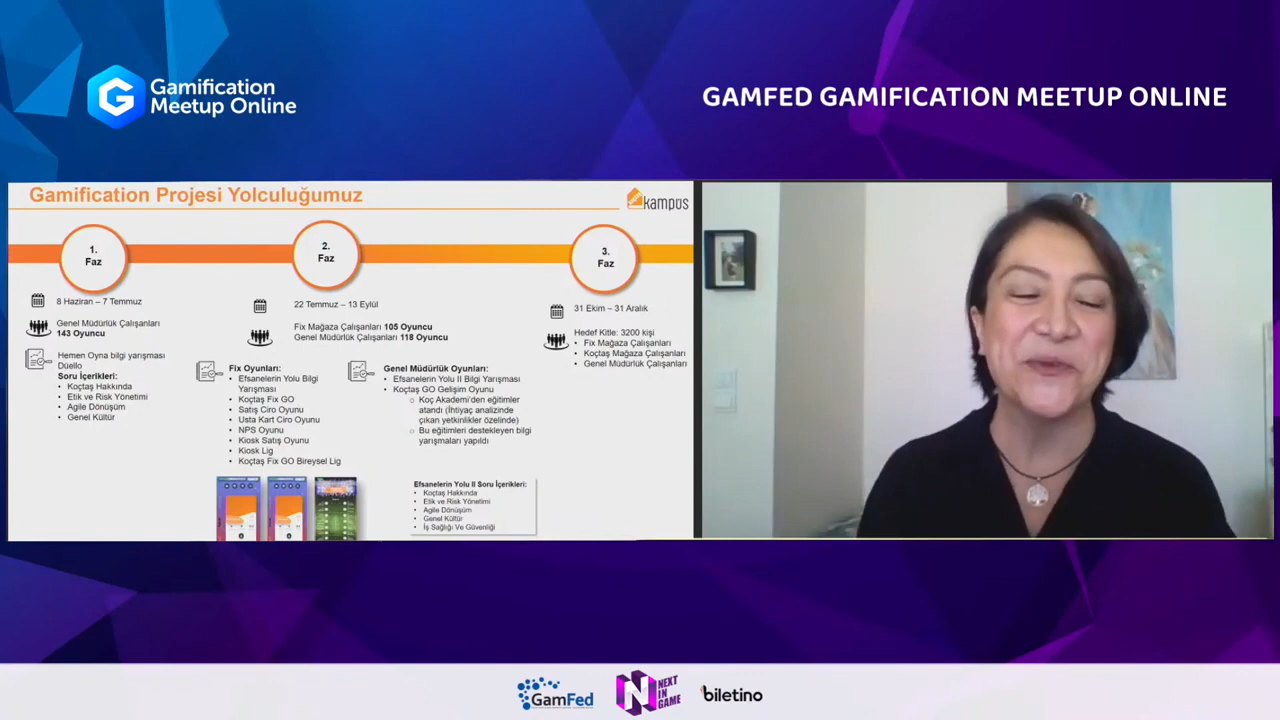 Gamification
Meetup Online
GAMFED GAMIFICATION MEETUP ONLINE
Gamification Projesi Yolculuğumuz
kampüs
1.
Faz
2.
Faz
3.
Faz
8 Haziran – 7 Temmuz
Genel Müdürlük Çalışanları
143 Oyuncu
Hemen Oyna bilgi yarışması
Düello
Soru İçerikleri:
• Koçtaş Hakkında
• Etik ve Risk Yönetimi
• Agile Dönüşüm
• Genel Kültür
22 Temmuz – 13 Eylül
Fix Mağaza Çalışanları 105 Oyuncu
Genel Müdürlük Çalışanları 118 Oyuncu
Fix Oyunları:
• Efsanelerin Yolu Bilgi
Yarışması
• Koçtaş Fix GO
• Satış Ciro Oyunu
• Usta Kart Ciro Oyunu
• NPS Oyunu
• Kiosk Satış Oyunu
• Kiosk Lig
• Koçtaş Fix GO Bireysel Lig
Genel Müdürlük Oyunları:
• Efsanelerin Yolu II Bilgi Yarışması
• Koçtaş GO Gelişim Oyunu
o Koç Akademi'den eğitimler
atandı (İhtiyaç analizinde
çıkan yetkinlikler özelinde)
o Bu eğitimleri destekleyen bilgi
yarışmaları yapıldı
Efsanelerin Yolu II Soru İçerikleri:
• Koçtaş Hakkında
• Etik ve Risk Yönetimi
• Agile Dönüşüm
• Genel Kültür
• İş Sağlığı Ve Güvenliği
31 Ekim – 31 Aralık
Hedef Kitle: 3200 kişi
• Fix Mağaza Çalışanları
• Koçtaş Mağaza Çalışanları
• Genel Müdürlük Çalışanları
GamFed
NEXT
IN
GAME
biletino